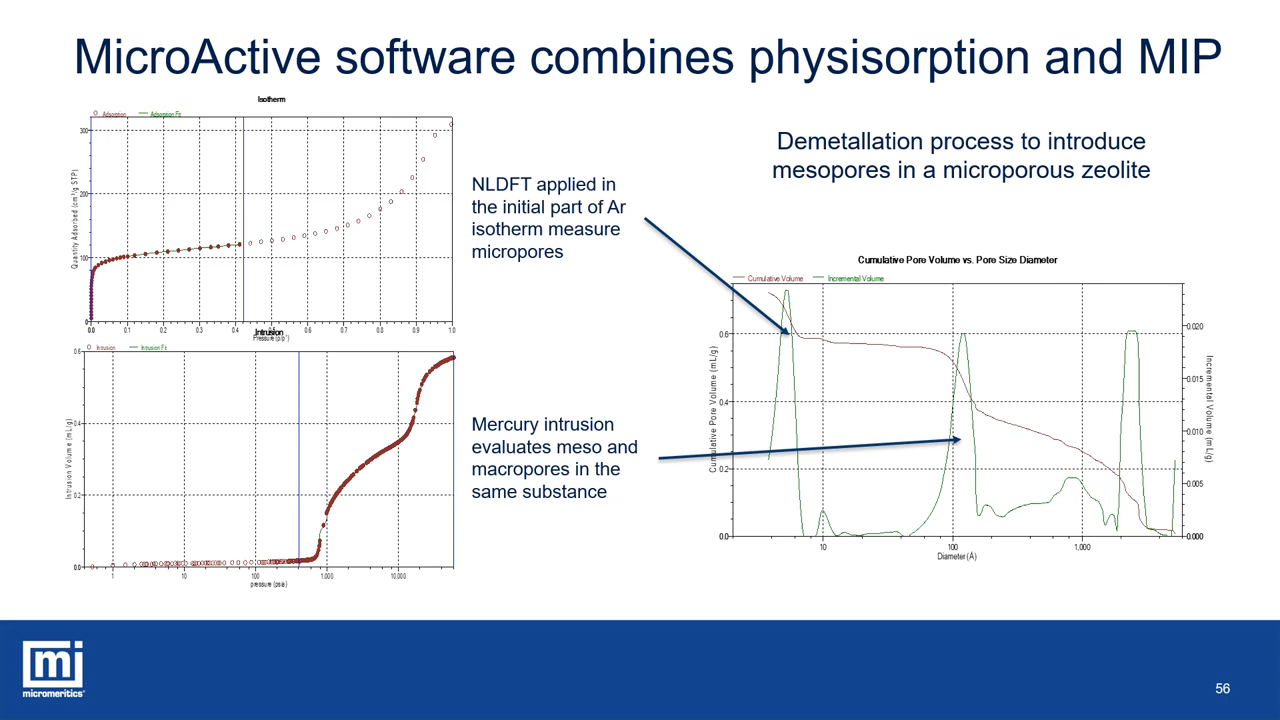 MicroActive software combines physisorption and MIP
Isotherm
Adsorption Adsorption Fit
Quantity Adsorbed (cm³/g STP)
300
200
100
0
0.0 0.1 0.2 0.3 0.4 0.5 0.6 0.7 0.8 0.9 1.0
Pressure (p/p°)
NLDFT applied in
the initial part of Ar
isotherm measure
micropores
Intrusion
Intrusion Intrusion Fit
Intrusion Volume (mL/g)
0.6
0.4
0.2
0.0
1 10 100 1,000 10,000
pressure (psia)
Mercury intrusion
evaluates meso and
macropores in the
same substance
Demetallation process to introduce
mesopores in a microporous zeolite
Cumulative Pore Volume vs. Pore Size Diameter
Cumulative Volume Incremental Volume
Cumulative Pore Volume (mL/g)
0.6
0.4
0.2
0.0
10 100 1,000
Diameter (Å)
0.020
0.015
0.010
0.005
0.000
Incremental Volume (mL/g)
mi
micromeritics®
56